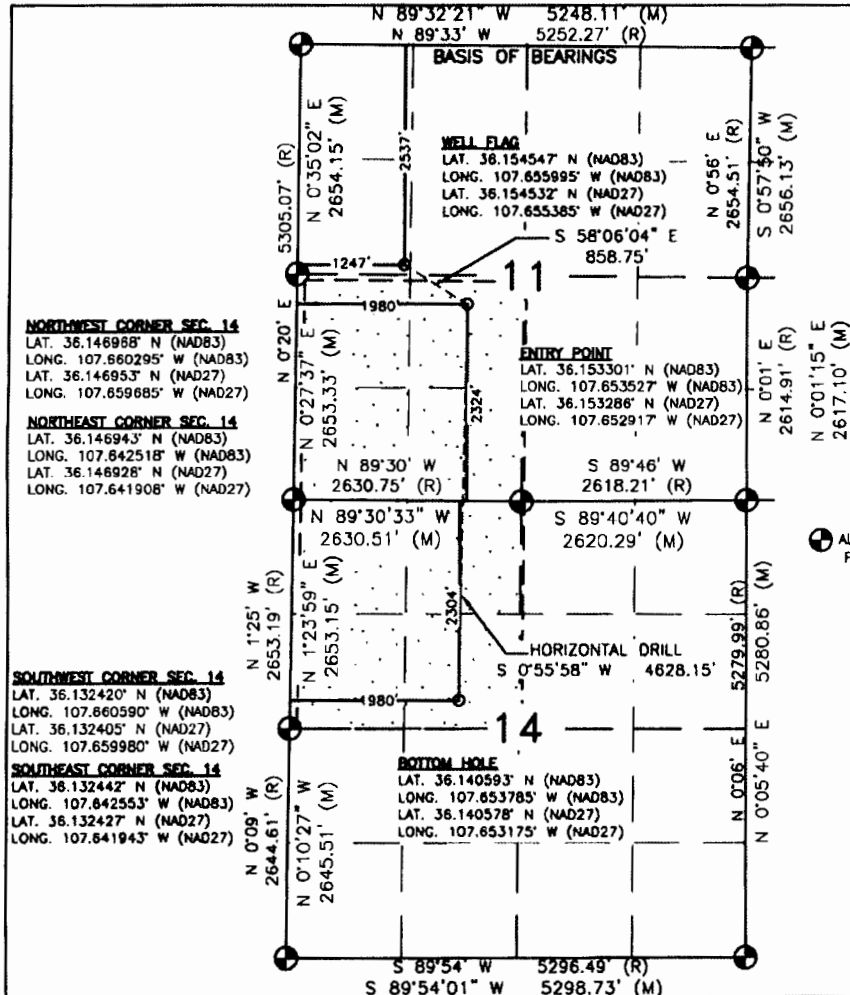 N 89°32'21" W 5248.11' (M)
N 89°33' W 5252.27' (R)
BASIS OF BEARINGS
5305.07' (R)
N 0°35'02" E
2654.15' (M)
2537'
WELL FLAG
LAT. 36.154547° N (NAD83)
LONG. 107.655995° W (NAD83)
LAT. 36.154532° N (NAD27)
LONG. 107.655385° W (NAD27)
N 0°56' E
2654.51' (R)
S 0°57'50" W
2656.13' (M)
S 58°06'04" E
858.75'
1247'
11
1980'
N 0°20' E
N 0°27'37" E
2653.33' (M)
2324'
NORTHWEST CORNER SEC. 14
LAT. 36.146968° N (NAD83)
LONG. 107.660295° W (NAD83)
LAT. 36.146953° N (NAD27)
LONG. 107.659685° W (NAD27)
ENTRY POINT
LAT. 36.153301° N (NAD83)
LONG. 107.653527° W (NAD83)
LAT. 36.153286° N (NAD27)
LONG. 107.652917° W (NAD27)
N 0°01' E
2614.91' (R)
N 0°01'15" E
2617.10' (M)
NORTHEAST CORNER SEC. 14
LAT. 36.146943° N (NAD83)
LONG. 107.642518° W (NAD83)
LAT. 36.146928° N (NAD27)
LONG. 107.641908° W (NAD27)
N 89°30' W
2630.75' (R)
S 89°46' W
2618.21' (R)
N 89°30'33" W
2630.51' (M)
S 89°40'40" W
2620.29' (M)
N 1°25' W
2653.19' (R)
N 1°23'59" E
2653.15' (M)
2304'
HORIZONTAL DRILL
S 0°55'58" W 4628.15'
5279.99' (R)
5280.86' (M)
SOUTHWEST CORNER SEC. 14
LAT. 36.132420° N (NAD83)
LONG. 107.660590° W (NAD83)
LAT. 36.132405° N (NAD27)
LONG. 107.659980° W (NAD27)
1980'
14
SOUTHEAST CORNER SEC. 14
LAT. 36.132442° N (NAD83)
LONG. 107.642553° W (NAD83)
LAT. 36.132427° N (NAD27)
LONG. 107.641943° W (NAD27)
BOTTOM HOLE
LAT. 36.140593° N (NAD83)
LONG. 107.653785° W (NAD83)
LAT. 36.140578° N (NAD27)
LONG. 107.653175° W (NAD27)
N 0°06' E
N 0°05'40" E
N 0°09' W
2644.61' (R)
N 0°10'27" W
2645.51' (M)
S 89°54' W 5296.49' (R)
S 89°54'01" W 5298.73' (M)